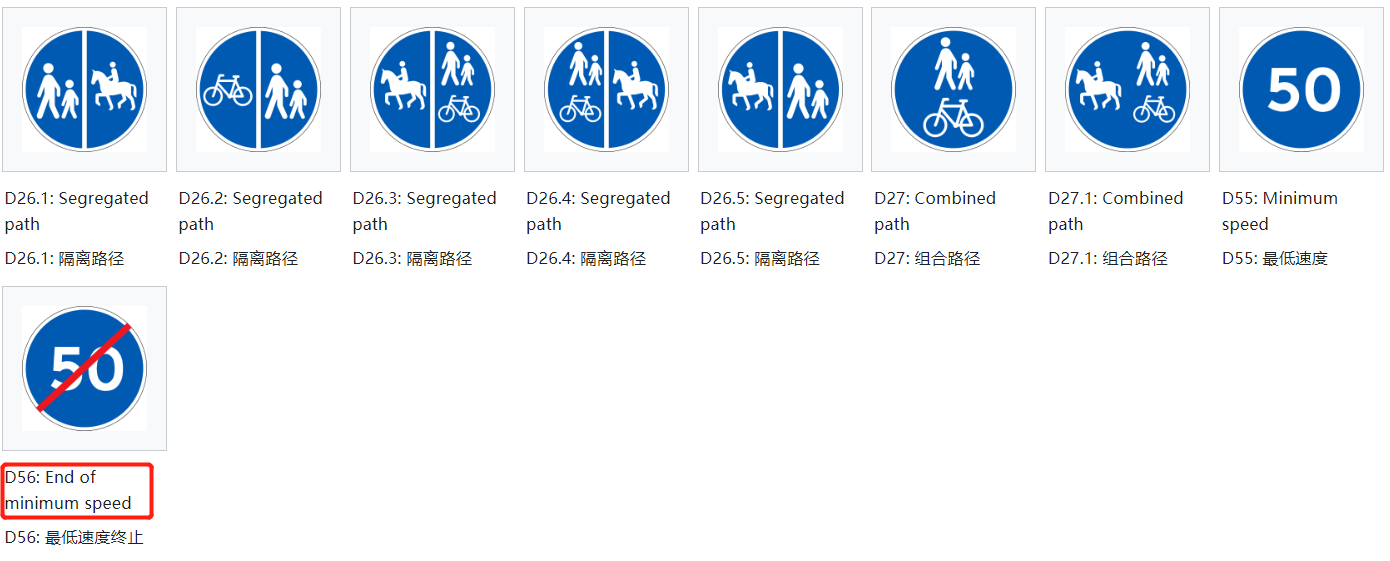 50
D26.1: Segregated
path
D26.1: 隔离路径
D26.2: Segregated
path
D26.2: 隔离路径
D26.3: Segregated
path
D26.3: 隔离路径
D26.4: Segregated
path
D26.4: 隔离路径
D26.5: Segregated
path
D26.5: 隔离路径
D27: Combined
path
D27: 组合路径
D27.1: Combined
path
D27.1: 组合路径
D55: Minimum
speed
D55: 最低速度
50
D56: End of
minimum speed
D56: 最低速度终止